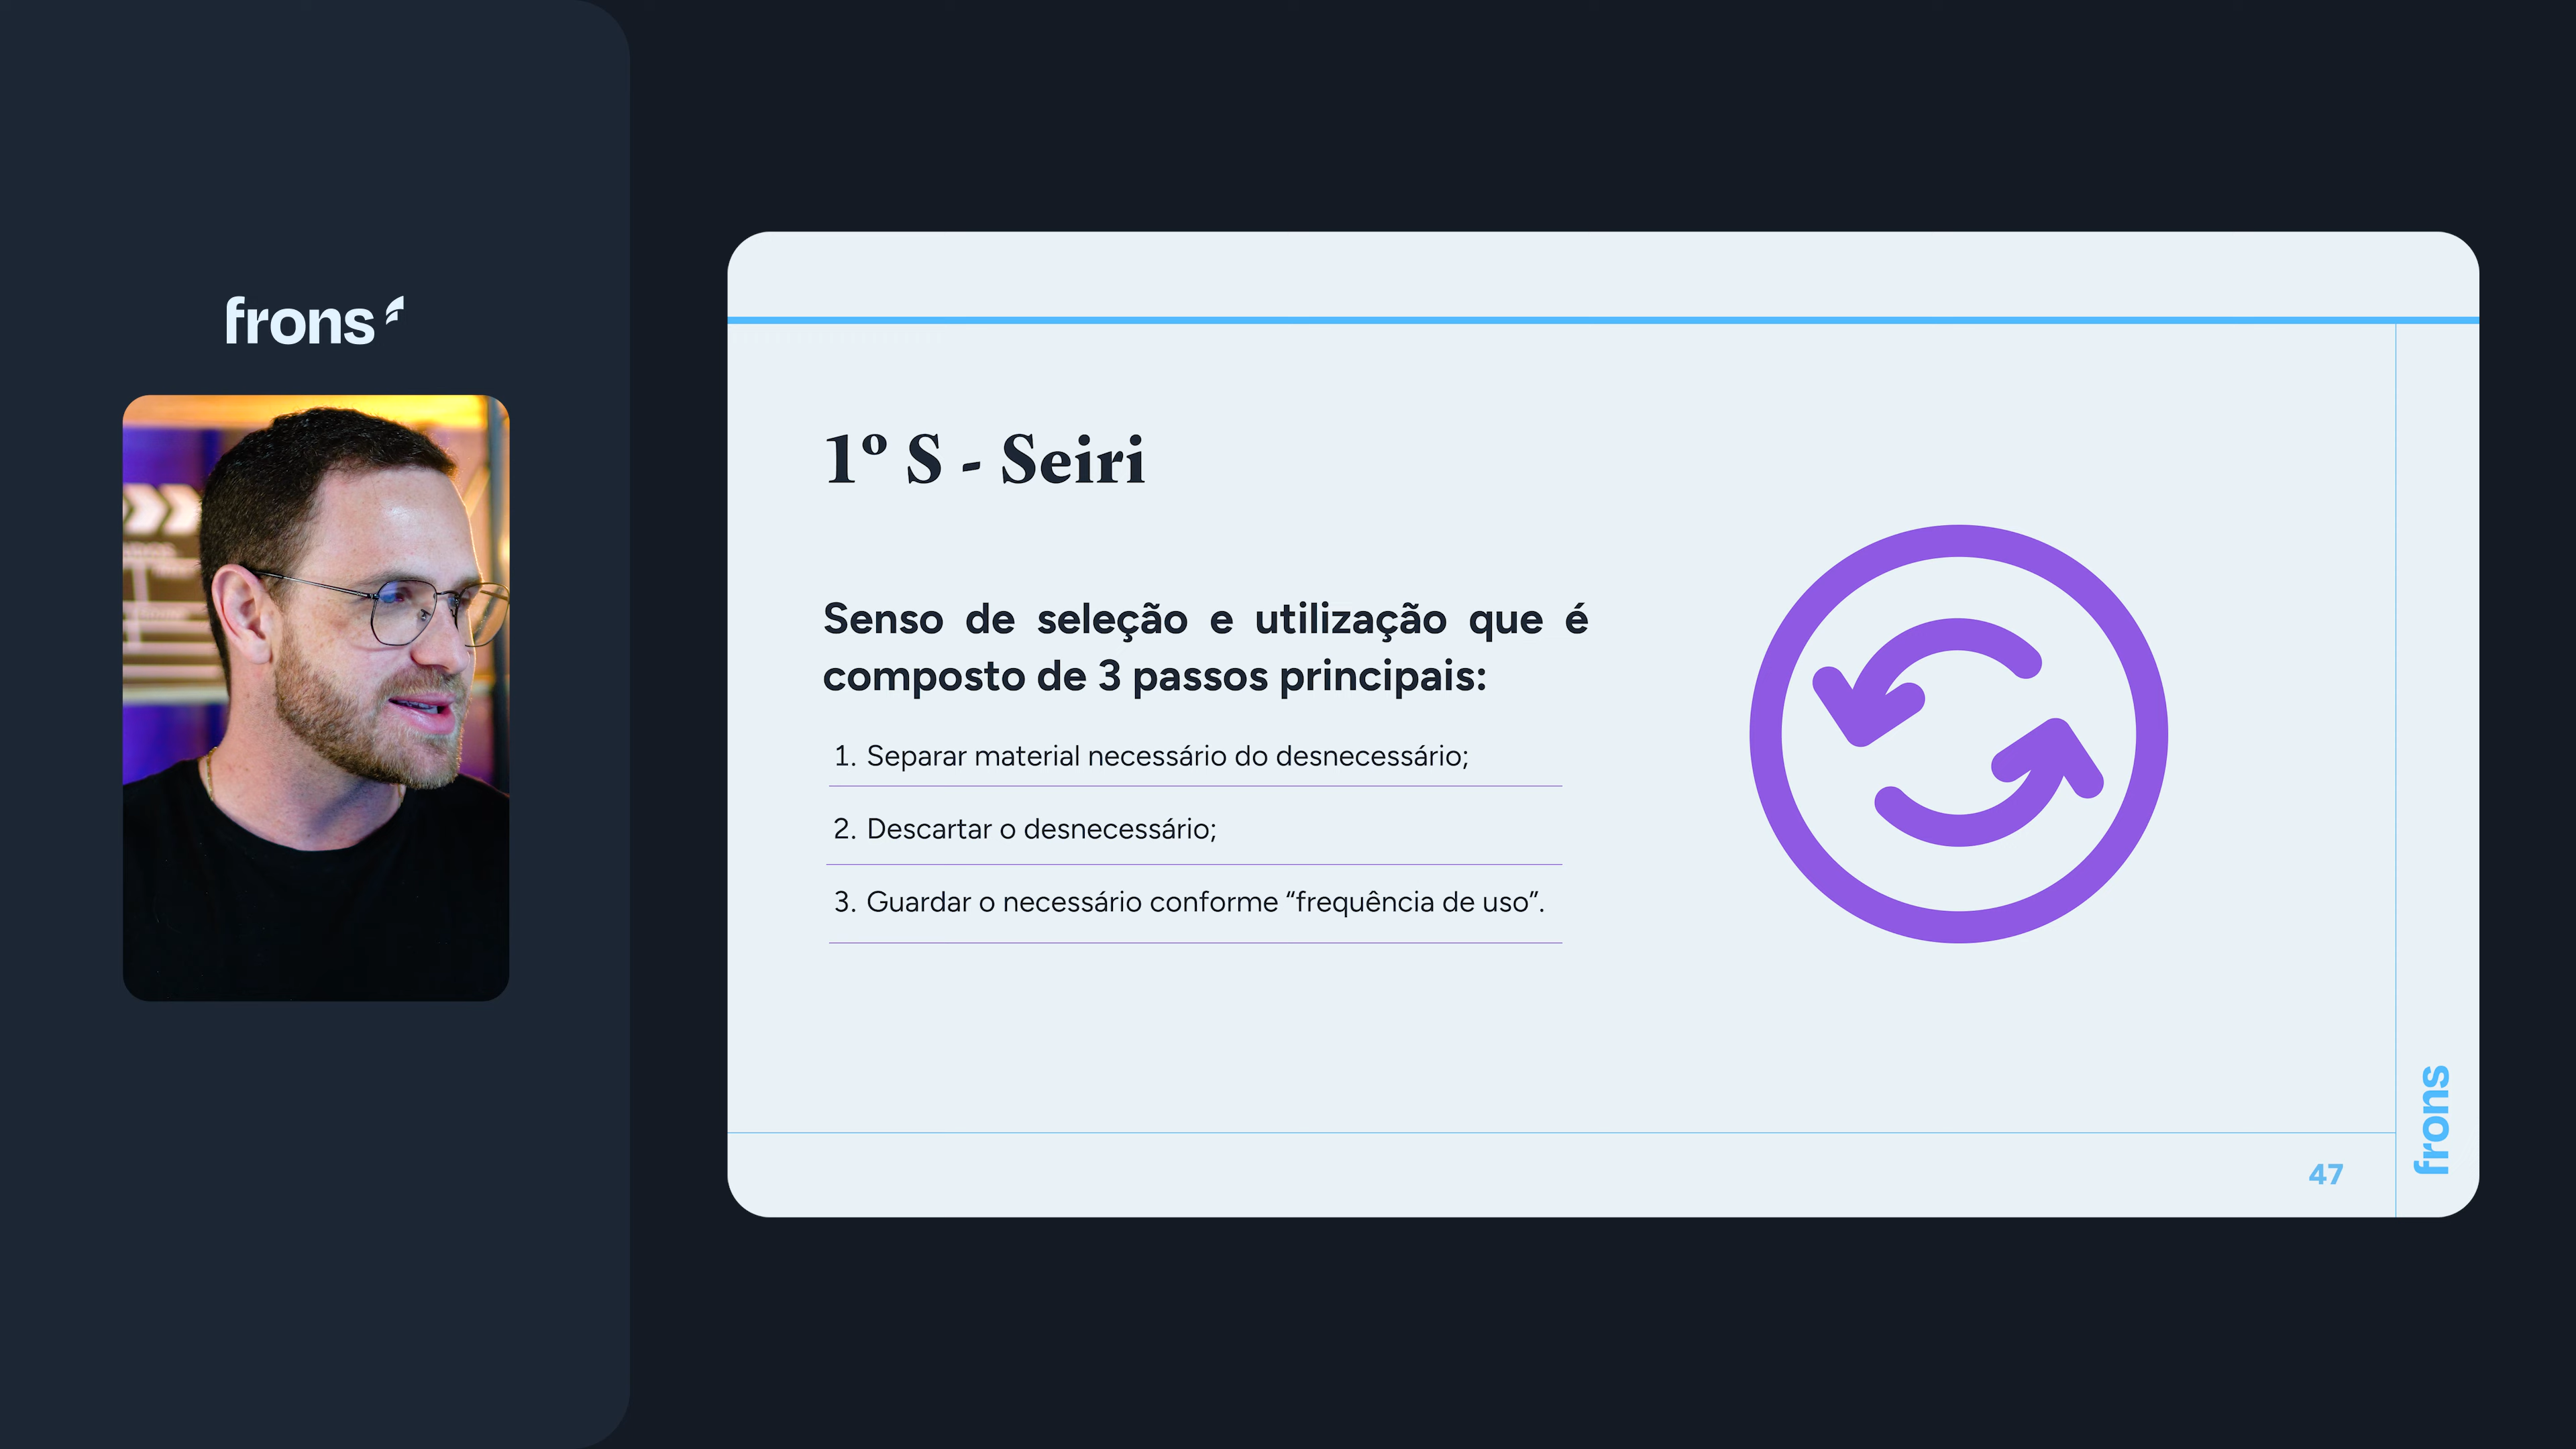 frons
1º S - Seiri
Senso de seleção e utilização que é
composto de 3 passos principais:
1. Separar material necessário do desnecessário;
2. Descartar o desnecessário;
3. Guardar o necessário conforme “frequência de uso”.
47
frons